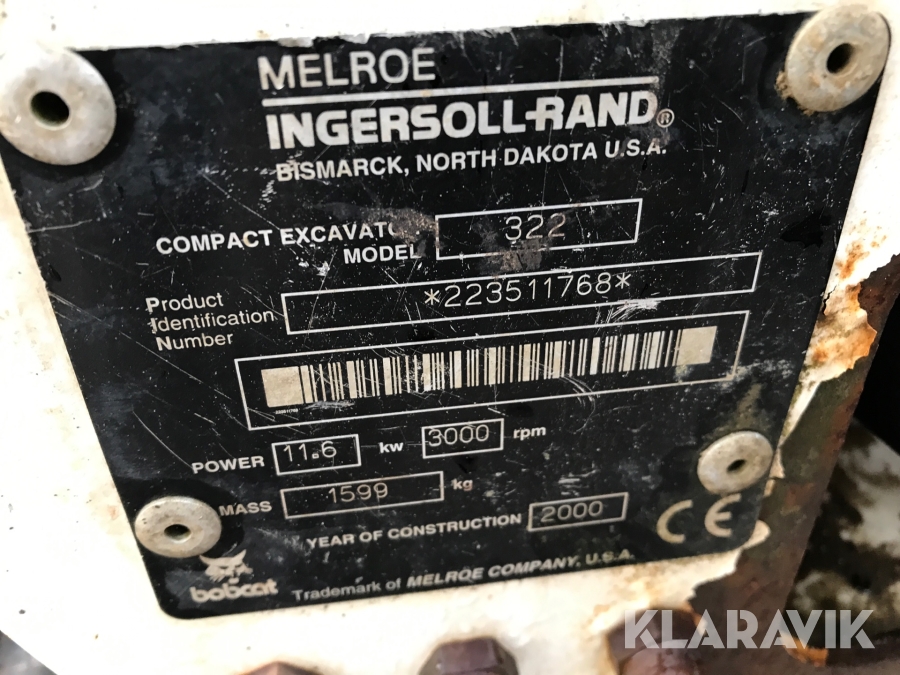 MELROE
INGERSOLL-RAND®
BISMARCK, NORTH DAKOTA U.S.A.
COMPACT EXCAVATO
MODEL 322
Product
Identification
Number *223511768*
POWER 11.6 kw 3000 rpm
MASS 1599 kg
YEAR OF CONSTRUCTION 2000
CE
bobcat
Trademark of MELROE COMPANY, U.S.A.
KLARAVIK